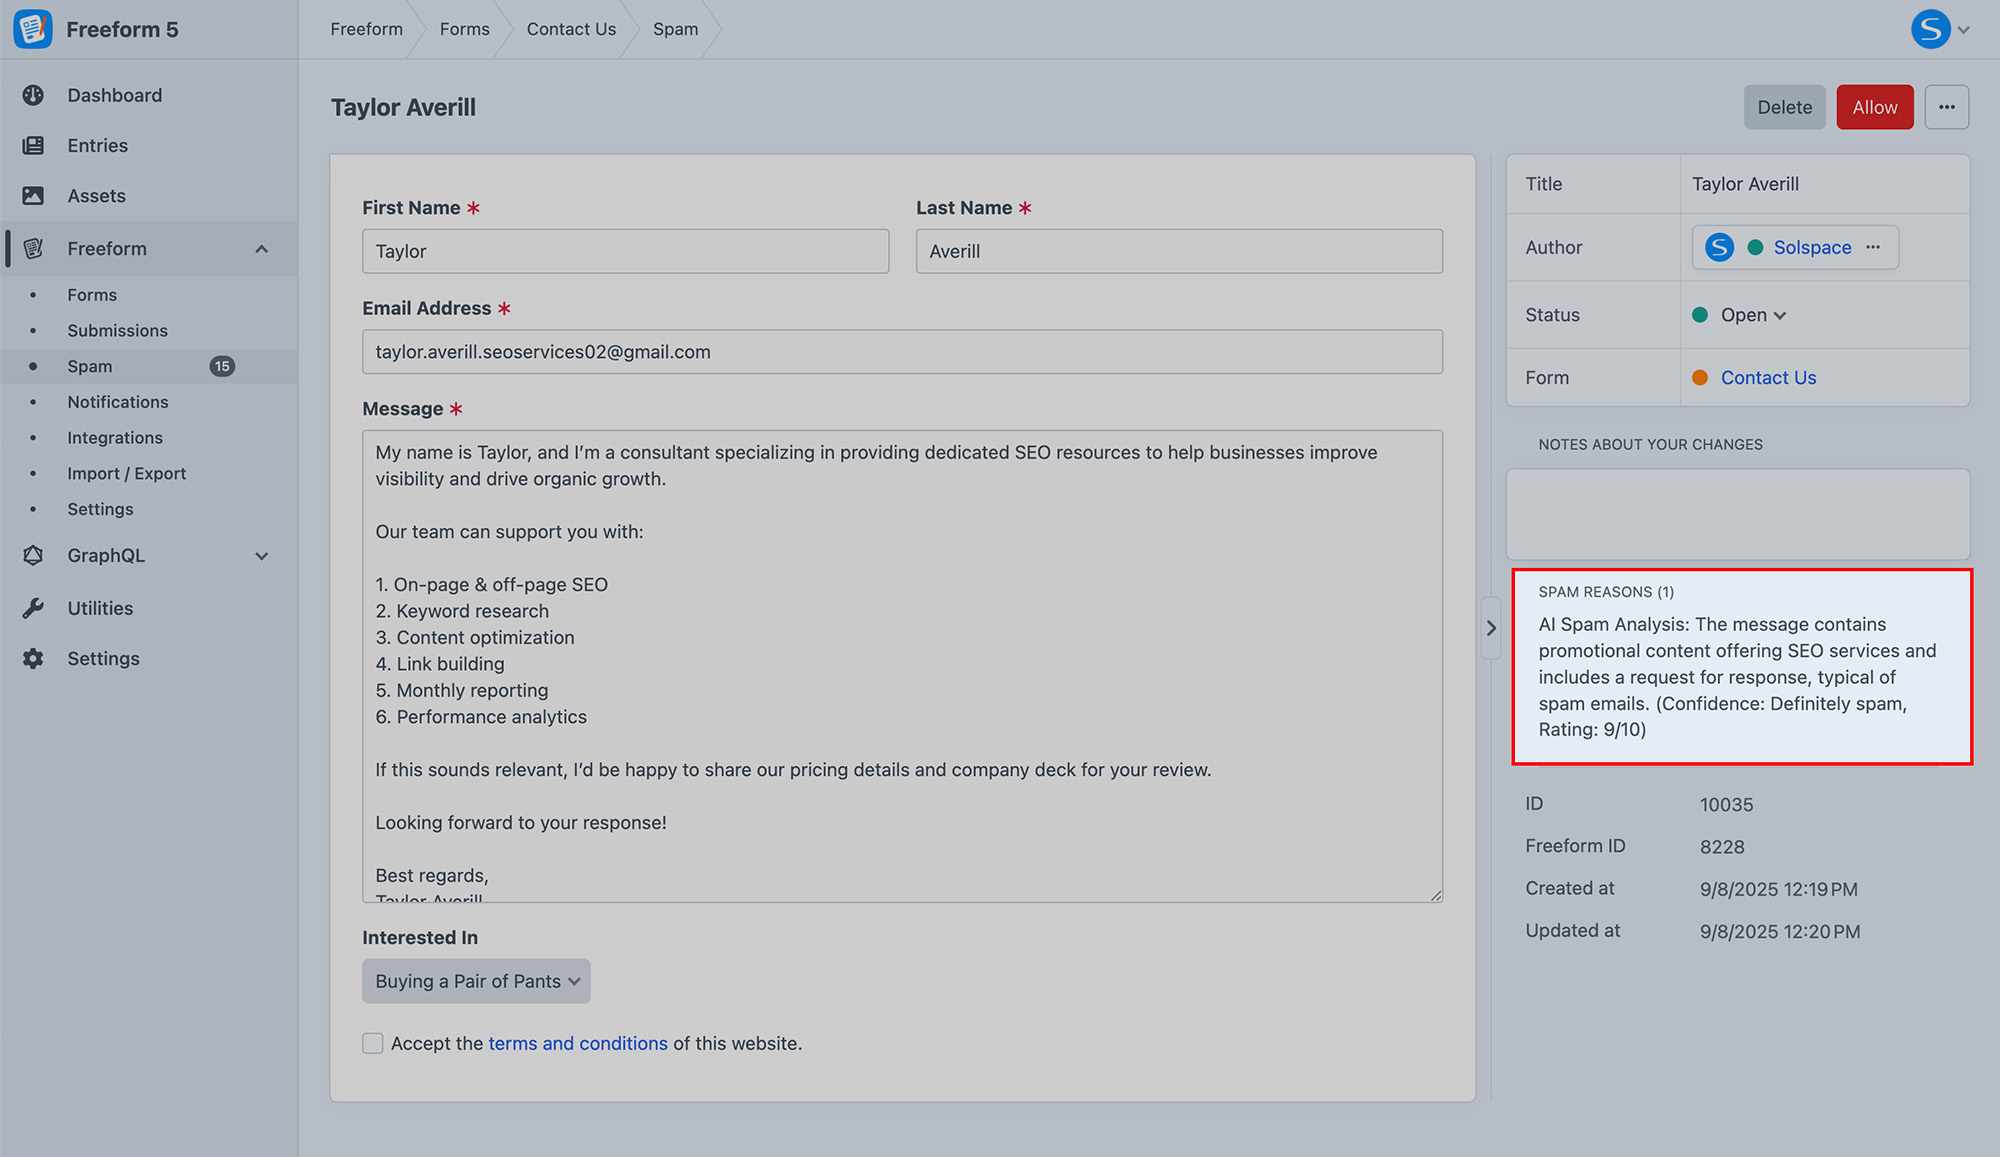 Freeform 5
Freeform
Forms
Contact Us
Spam
S
Dashboard
Entries
Assets
Freeform
Forms
Submissions
Spam 15
Notifications
Integrations
Import / Export
Settings
GraphQL
Utilities
Settings
Taylor Averill
Delete
Allow
First Name *
Taylor
Last Name *
Averill
Email Address *
taylor.averill.seoservices02@gmail.com
Message *
My name is Taylor, and I’m a consultant specializing in providing dedicated SEO resources to help businesses improve
visibility and drive organic growth.
Our team can support you with:
1. On-page & off-page SEO
2. Keyword research
3. Content optimization
4. Link building
5. Monthly reporting
6. Performance analytics
If this sounds relevant, I’d be happy to share our pricing details and company deck for your review.
Looking forward to your response!
Best regards,
Taylor Averill
Interested In
Buying a Pair of Pants
Accept the terms and conditions of this website.
Title Taylor Averill
Author S Solspace
Status Open
Form Contact Us
NOTES ABOUT YOUR CHANGES
SPAM REASONS (1)
AI Spam Analysis: The message contains
promotional content offering SEO services and
includes a request for response, typical of
spam emails. (Confidence: Definitely spam,
Rating: 9/10)
ID 10035
Freeform ID 8228
Created at 9/8/2025 12:19 PM
Updated at 9/8/2025 12:20 PM